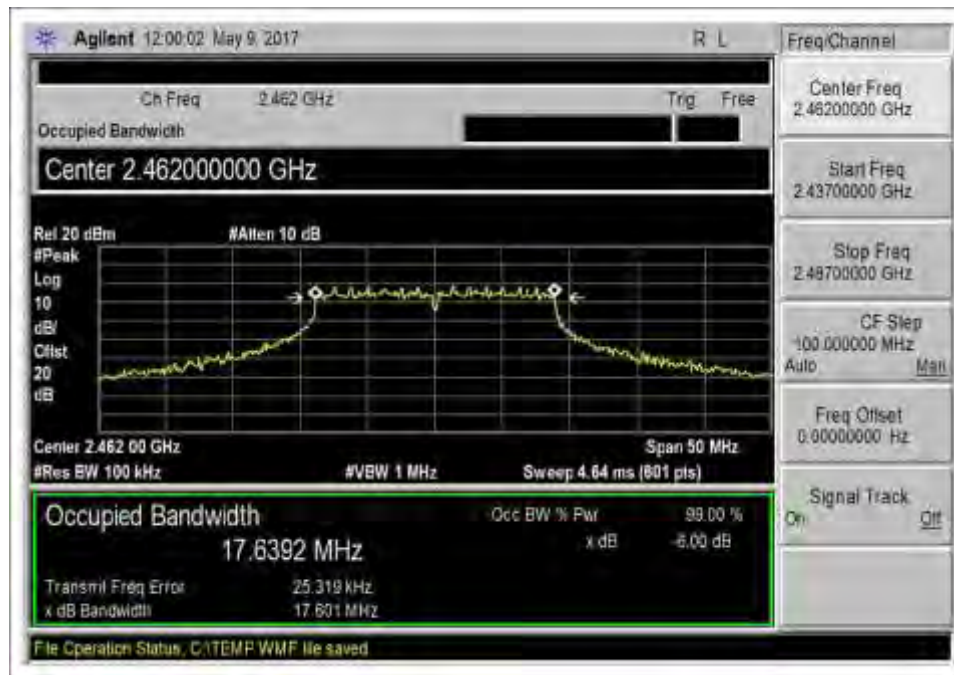 Agilent 12:00:02 May 9, 2017 R L
Freq/Channel
Ch Freq 2.462 GHz Trig Free
Occupied Bandwidth
Center 2.462000000 GHz
Center Freq
2.46200000 GHz
Start Freq
2.43700000 GHz
Stop Freq
2.48700000 GHz
CF Step
100.000000 MHz
Auto Man
Freq Offset
0.00000000 Hz
Signal Track
On Off
Ref 20 dBm #Atten 10 dB
#Peak
Log
10
dB/
Offst
20
dB
Center 2.462 00 GHz Span 50 MHz
#Res BW 100 kHz #VBW 1 MHz Sweep 4.64 ms (601 pts)
Occupied Bandwidth Occ BW % Pwr 99.00 %
17.6392 MHz x dB -6.00 dB
Transmit Freq Error 25.319 kHz
x dB Bandwidth 17.601 MHz
File Operation Status, C:\TEMP.WMF file saved